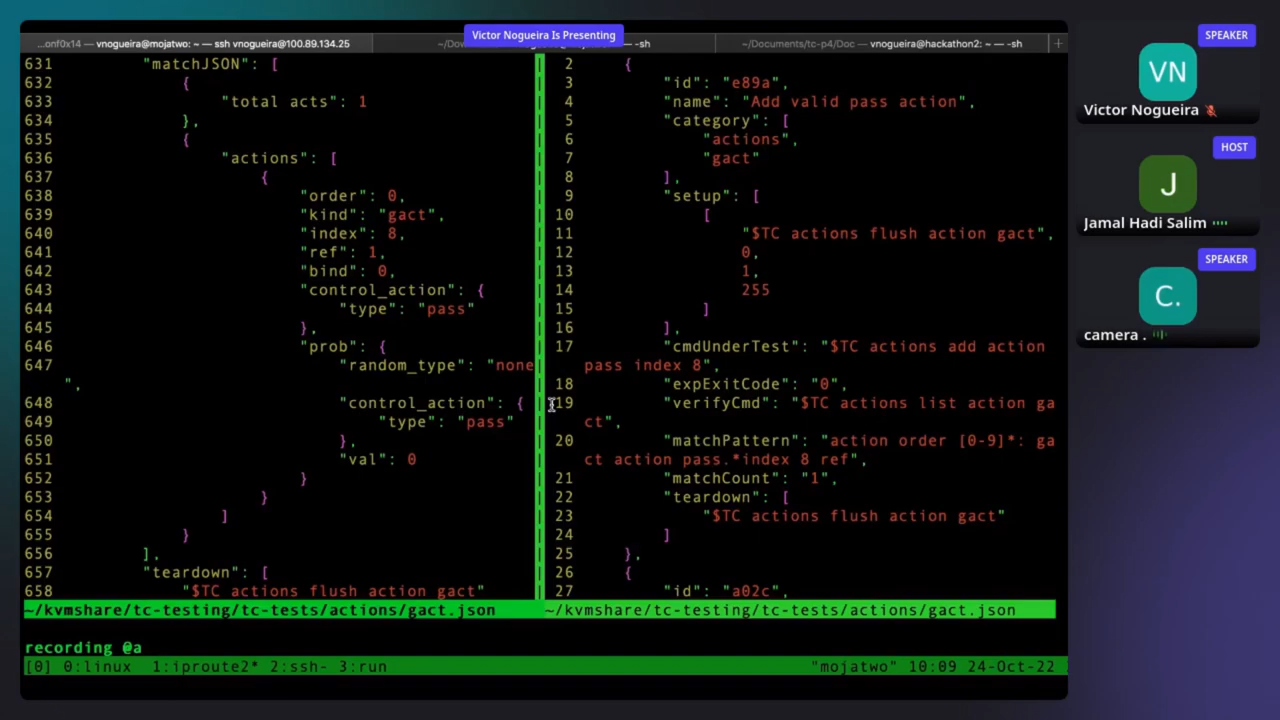 Victor Nogueira Is Presenting
...onf0x14 — vnogueira@mojatwo: ~ — ssh vnogueira@100.89.134.25
~/Dow
-sh
~/Documents/tc-p4/Doc — vnogueira@hackathon2: ~ — -sh
+
631 "matchJSON": [
632 {
633 "total acts": 1
634 },
635 {
636 "actions": [
637 {
638 "order": 0,
639 "kind": "gact",
640 "index": 8,
641 "ref": 1,
642 "bind": 0,
643 "control_action": {
644 "type": "pass"
645 },
646 "prob": {
647 "random_type": "none
",
648 "control_action": {
649 "type": "pass"
650 },
651 "val": 0
652 }
653 }
654 ]
655 }
656 ],
657 "teardown": [
658 "$TC actions flush action gact"
~/kvmshare/tc-testing/tc-tests/actions/gact.json
2 {
3 "id": "e89a",
4 "name": "Add valid pass action",
5 "category": [
6 "actions",
7 "gact"
8 ],
9 "setup": [
10 [
11 "$TC actions flush action gact",
12 0,
13 1,
14 255
15 ]
16 ],
17 "cmdUnderTest": "$TC actions add action
pass index 8",
18 "expExitCode": "0",
19 "verifyCmd": "$TC actions list action ga
ct",
20 "matchPattern": "action order [0-9]*: ga
ct action pass.*index 8 ref",
21 "matchCount": "1",
22 "teardown": [
23 "$TC actions flush action gact"
24 ]
25 },
26 {
27 "id": "a02c",
~/kvmshare/tc-testing/tc-tests/actions/gact.json
recording @a
[0] 0:linux 1:iproute2* 2:ssh- 3:run
"mojatwo" 10:09 24-Oct-22
SPEAKER
VN
Victor Nogueira
HOST
J
Jamal Hadi Salim
SPEAKER
C.
camera .